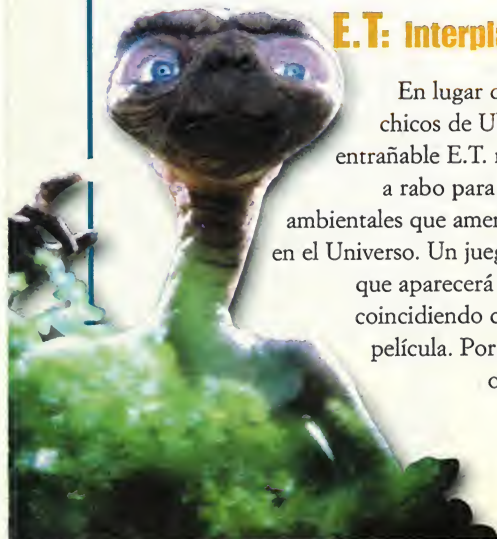 E.T: Interpl
En lugar
chicos de U
entrañable E.T.
a rabo para
ambientales que amer
en el Universo. Un jueg
que aparecerá
coincidiendo
película. Por